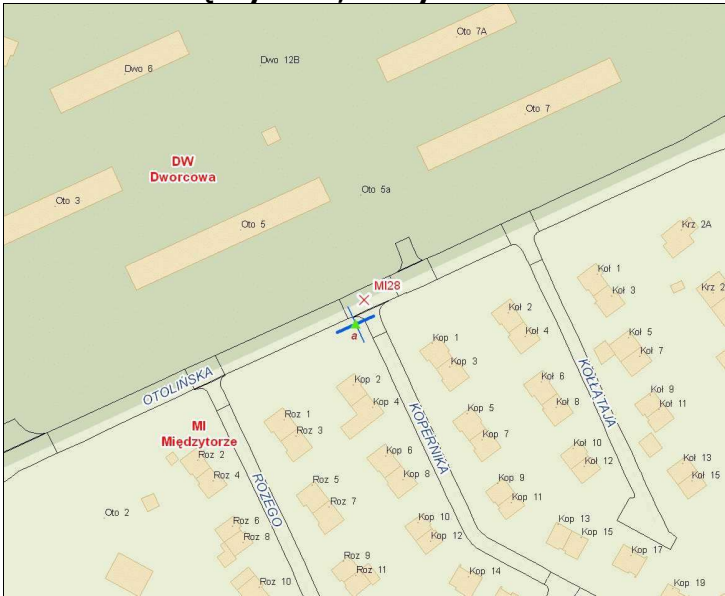 Oto 7A
Dwo 12B
Dwo 6
Oto 7
DW
Dworcowa
Oto 5a
Oto 3
Oto 5
Krz 2A
Koł 1
MI28
Krz 2
Koł 3
Koł 2
a
Koł 5
Kop 1
Koł 4
Koł 7
Kop 3
OTOLIŃSKA
KOŁŁATAJA
Kop 2
Koł 6
Koł 9
Kop 4
KOPERNIKA
Koł 8
Koł 11
Roz 1
Kop 5
MI
Międzytorze
Roz 3
Kop 7
Koł 10
Kop 6
Roz 2
Koł 13
Koł 12
Roz 4
Kop 8
Kop 9
Koł 15
Roz 5
ROZEGO
Kop 11
Roz 7
Oto 2
Kop 10
Kop 13
Roz 6
Kop 15
Kop 12
Roz 8
Kop 17
Roz 9
Kop 14
Roz 11
Roz 10
Kop 19